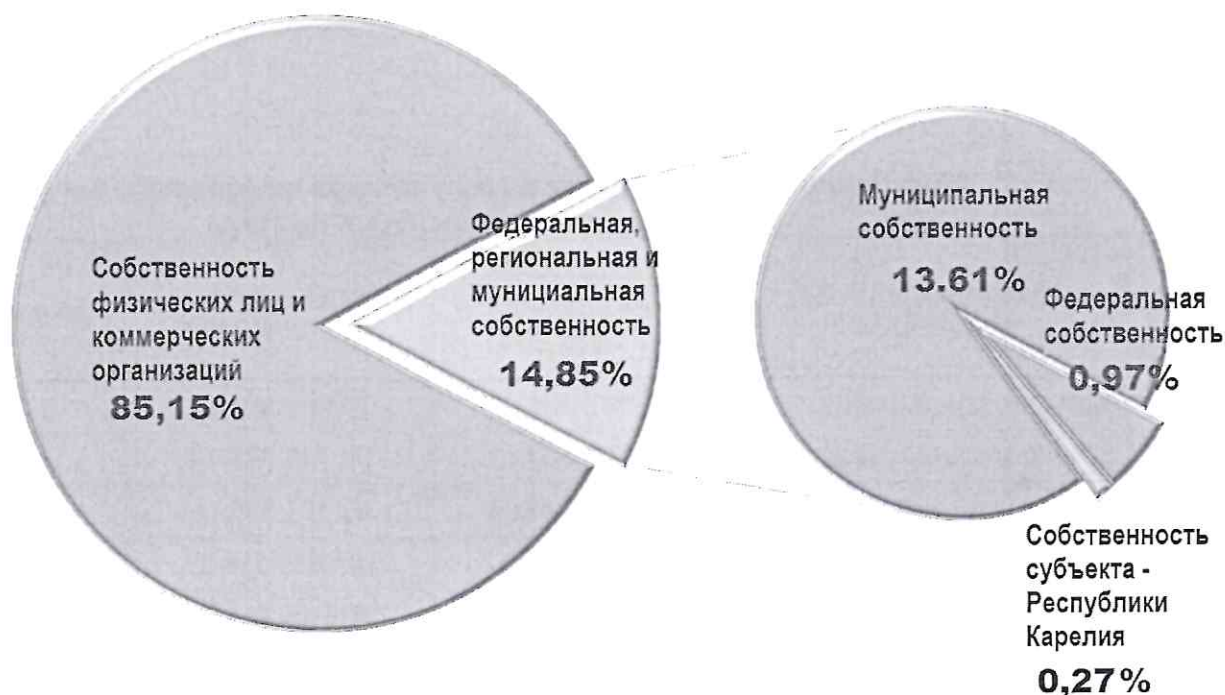 Собственность
физических лиц и
коммерческих
организаций
85,15%
Федеральная,
региональная и
мунициальная
собственность
14,85%
Муниципальная
собственность
13.61%
Федеральная
собственность
0,97%
Собственность
субъекта -
Республики
Карелия
0,27%